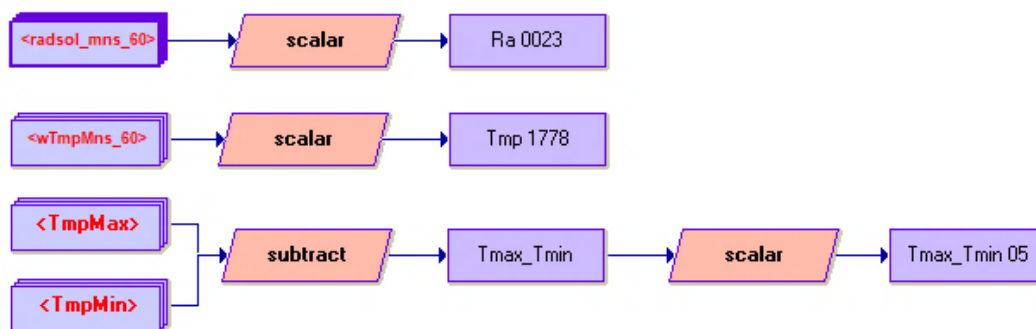 <radsol_mns_60>
scalar
Ra 0023
<wTmpMns_60>
scalar
Tmp 1778
<TmpMax>
<TmpMin>
subtract
Tmax_Tmin
scalar
Tmax_Tmin 05